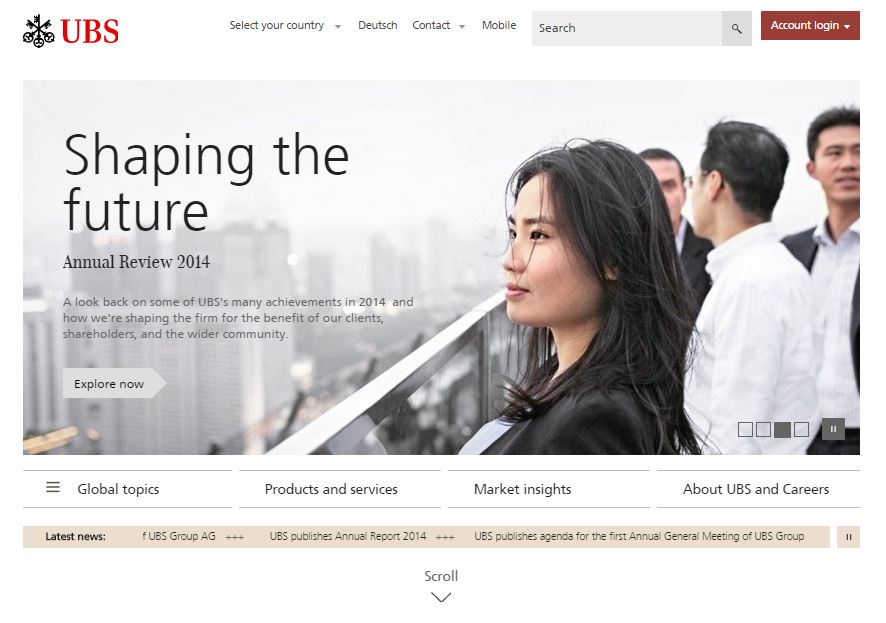 UBS
Select your country
Deutsch
Contact
Mobile
Search
Account login
Shaping the
future
Annual Review 2014
A look back on some of UBS's many achievements in 2014 and
how we're shaping the firm for the benefit of our clients,
shareholders, and the wider community.
Explore now
Global topics
Products and services
Market insights
About UBS and Careers
Latest news: f UBS Group AG +++ UBS publishes Annual Report 2014 +++ UBS publishes agenda for the first Annual General Meeting of UBS Group
Scroll